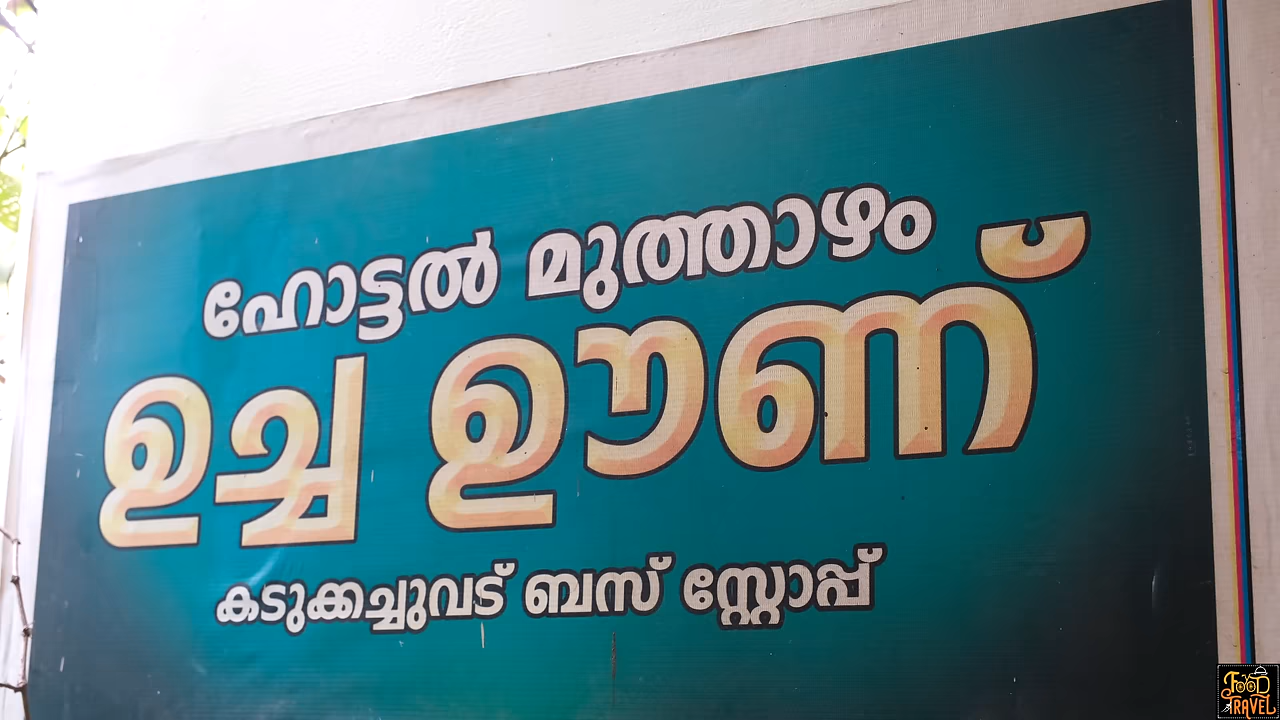 ഹോട്ടൽ മുത്താഴം
ഉച്ച ഊണ്
കടുക്കച്ചുവട് ബസ് സ്റ്റോപ്പ്
FOOD
TRAVEL